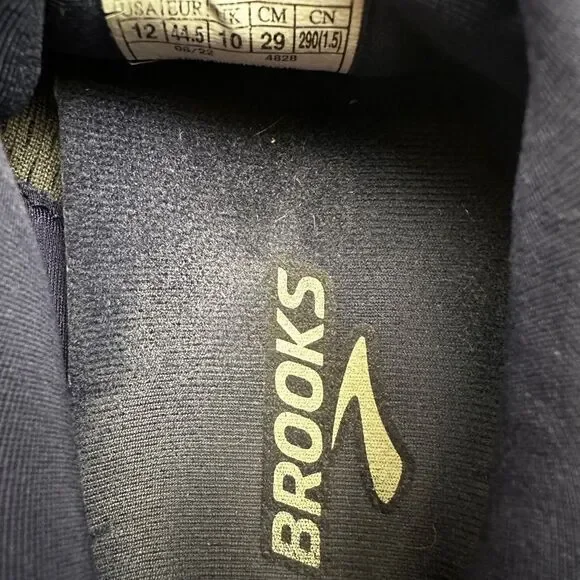 USA EUR UK CM CN
12 44.5 10 29 290(1.5)
08/22 4828
BROOKS